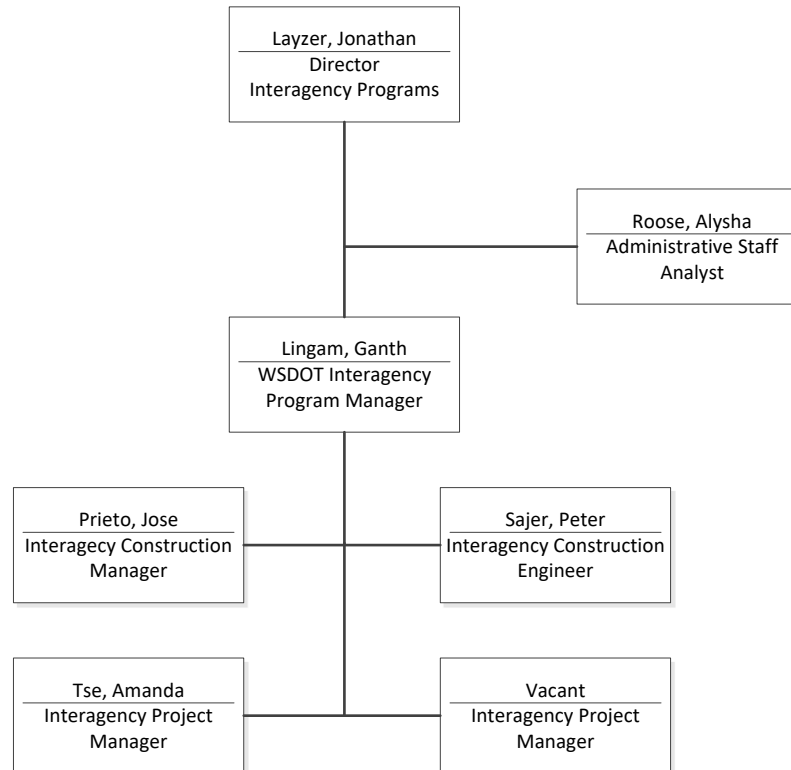 Layzer, Jonathan
Director
Interagency Programs
Roose, Alysha
Administrative Staff
Analyst
Lingam, Ganth
WSDOT Interagency
Program Manager
Prieto, Jose
Interagecy Construction
Manager
Sajer, Peter
Interagency Construction
Engineer
Tse, Amanda
Interagency Project
Manager
Vacant
Interagency Project
Manager